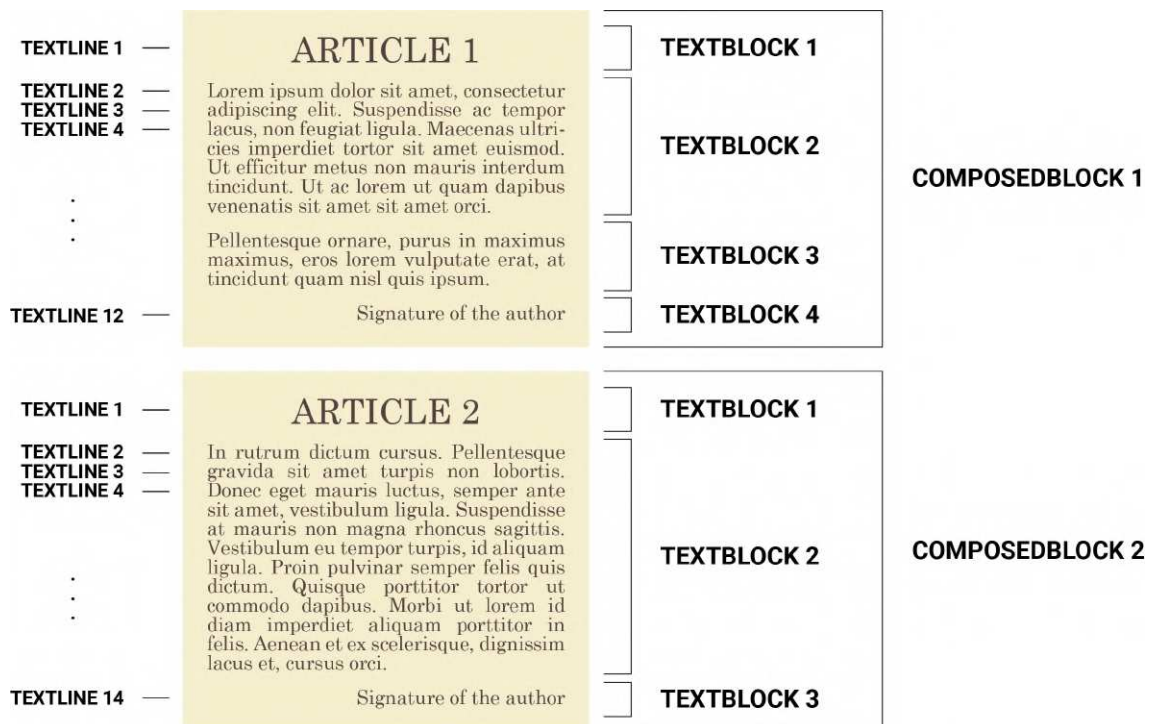 TEXTLINE 1
ARTICLE 1
TEXTBLOCK 1
TEXTLINE 2
TEXTLINE 3
TEXTLINE 4
Lorem ipsum dolor sit amet, consectetur
adipiscing elit. Suspendisse ac tempor
lacus, non feugiat ligula. Maecenas ultri-
cies imperdiet tortor sit amet euismod.
Ut efficitur metus non mauris interdum
tincidunt. Ut ac lorem ut quam dapibus
venenatis sit amet sit amet orci.
TEXTBLOCK 2
COMPOSEDBLOCK 1
.
.
.
Pellentesque ornare, purus in maximus
maximus, eros lorem vulputate erat, at
tincidunt quam nisl quis ipsum.
TEXTBLOCK 3
TEXTLINE 12
Signature of the author
TEXTBLOCK 4
TEXTLINE 1
ARTICLE 2
TEXTBLOCK 1
TEXTLINE 2
TEXTLINE 3
TEXTLINE 4
In rutrum dictum cursus. Pellentesque
gravida sit amet turpis non lobortis.
Donec eget mauris luctus, semper ante
sit amet, vestibulum ligula. Suspendisse
at mauris non magna rhoncus sagittis.
Vestibulum eu tempor turpis, id aliquam
ligula. Proin pulvinar semper felis quis
dictum. Quisque porttitor tortor ut
commodo dapibus. Morbi ut lorem id
diam imperdiet aliquam porttitor in
felis. Aenean et ex scelerisque, dignissim
lacus et, cursus orci.
TEXTBLOCK 2
COMPOSEDBLOCK 2
.
.
.
TEXTLINE 14
Signature of the author
TEXTBLOCK 3